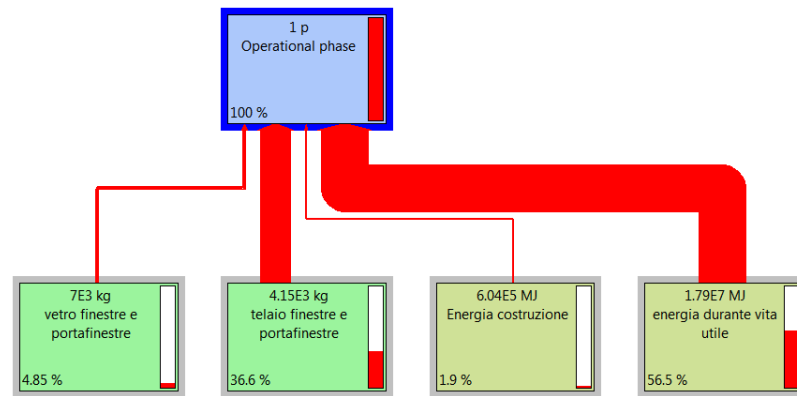 1 p
Operational phase
100 %
7E3 kg
vetro finestre e
portafinestre
4.85 %
4.15E3 kg
telaio finestre e
portafinestre
36.6 %
6.04E5 MJ
Energia costruzione
1.9 %
1.79E7 MJ
energia durante vita
utile
56.5 %